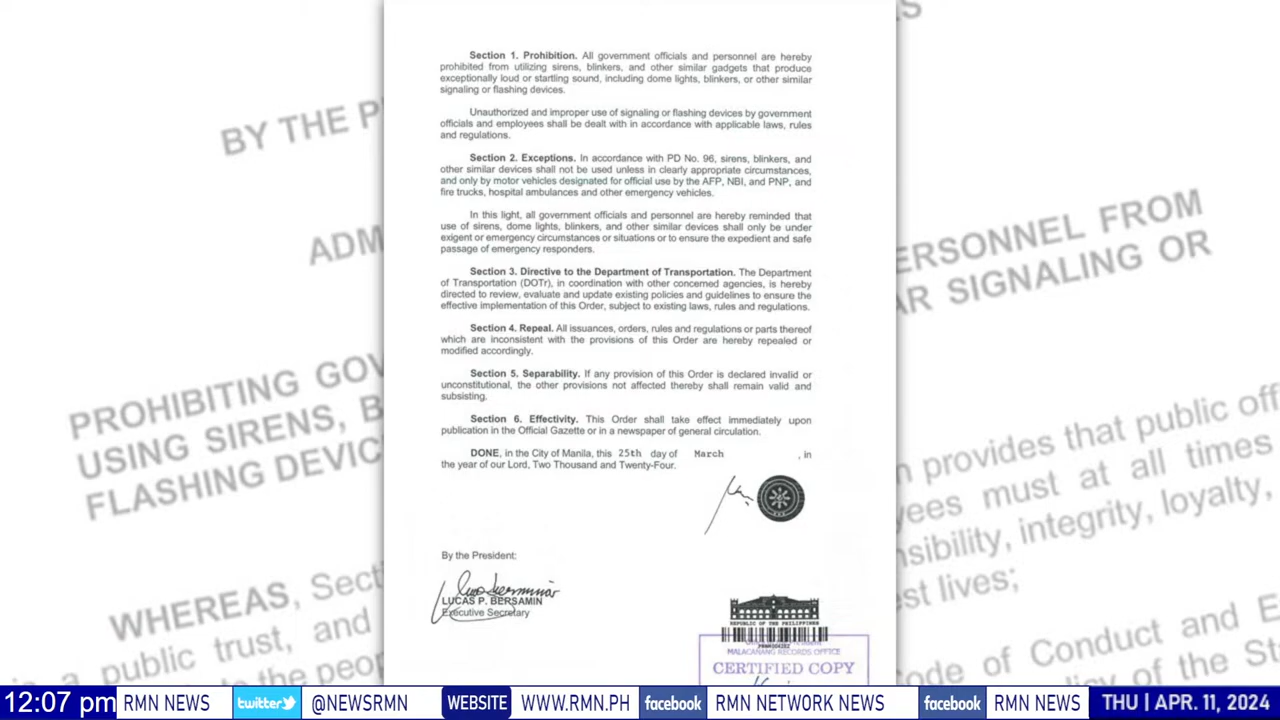 Section 1. Prohibition. All government officials and personnel are hereby
prohibited from utilizing sirens, blinkers, and other similar gadgets that produce
exceptionally loud or startling sound, including dome lights, blinkers, or other similar
signaling or flashing devices.
Unauthorized and improper use of signaling or flashing devices by government
officials and employees shall be dealt with in accordance with applicable laws, rules
and regulations.
Section 2. Exceptions. In accordance with PD No. 96, sirens, blinkers, and
other similar devices shall not be used unless in clearly appropriate circumstances,
and only by motor vehicles designated for official use by the AFP, NBI, and PNP, and
fire trucks, hospital ambulances and other emergency vehicles.
In this light, all government officials and personnel are hereby reminded that
use of sirens, dome lights, blinkers, and other similar devices shall only be under
exigent or emergency circumstances or situations or to ensure the expedient and safe
passage of emergency responders.
Section 3. Directive to the Department of Transportation. The Department
of Transportation (DOTr), in coordination with other concerned agencies, is hereby
directed to review, evaluate and update existing policies and guidelines to ensure the
effective implementation of this Order, subject to existing laws, rules and regulations.
Section 4. Repeal. All issuances, orders, rules and regulations or parts thereof
which are inconsistent with the provisions of this Order are hereby repealed or
modified accordingly.
Section 5. Separability. If any provision of this Order is declared invalid or
unconstitutional, the other provisions not affected thereby shall remain valid and
subsisting.
Section 6. Effectivity. This Order shall take effect immediately upon
publication in the Official Gazette or in a newspaper of general circulation.
DONE, in the City of Manila, this 25th day of March , in
the year of our Lord, Two Thousand and Twenty-Four.
By the President:
LUCAS P. BERSAMIN
Executive Secretary
REPUBLIC OF THE PHILIPPINES
MALACAÑANG RECORDS OFFICE
CERTIFIED COPY
BY THE P
ADM
PROHIBITING GOV
USING SIRENS, B
FLASHING DEVIC
WHEREAS, Sect
public trust, and
the peop
ERSONNEL FROM
AR SIGNALING OR
n provides that public off
yees must at all times
nsibility, integrity, loyalty,
est lives;
ode of Conduct and E
y of the St
12:07 pm RMN NEWS twitter @NEWSRMN WEBSITE WWW.RMN.PH facebook RMN NETWORK NEWS facebook RMN NEWS THU | APR. 11, 2024